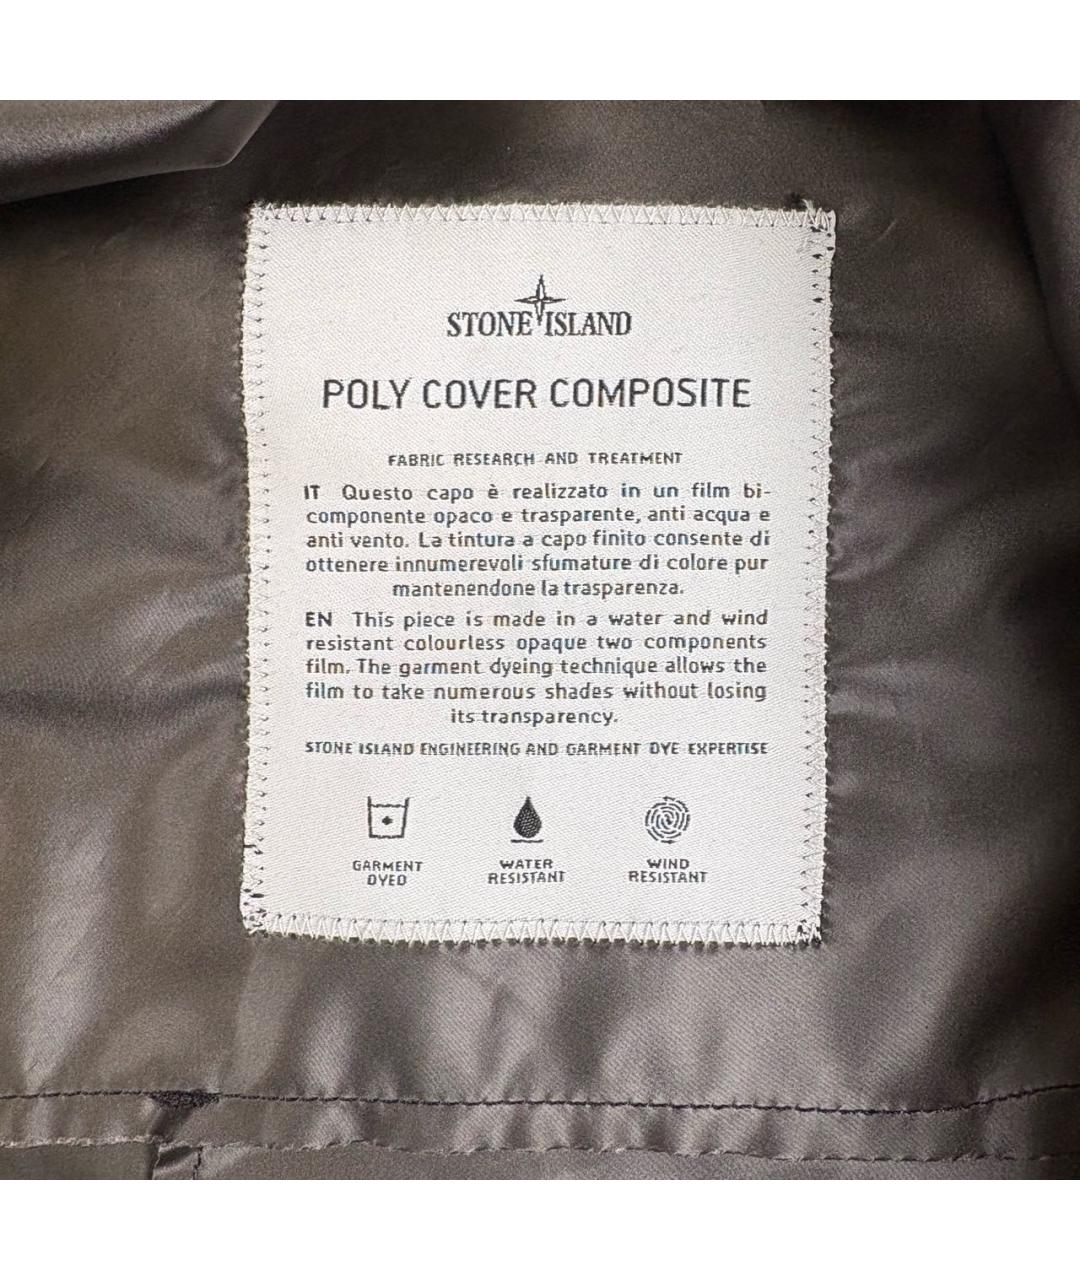 STONE ISLAND
POLY COVER COMPOSITE
FABRIC RESEARCH AND TREATMENT
IT Questo capo è realizzato in un film bi-
componente opaco e trasparente, anti acqua e
anti vento. La tintura a capo finito consente di
ottenere innumerevoli sfumature di colore pur
mantenendone la trasparenza.
EN This piece is made in a water and wind
resistant colourless opaque two components
film. The garment dyeing technique allows the
film to take numerous shades without losing
its transparency.
STONE ISLAND ENGINEERING AND GARMENT DYE EXPERTISE
GARMENT WATER WIND
DYED RESISTANT RESISTANT